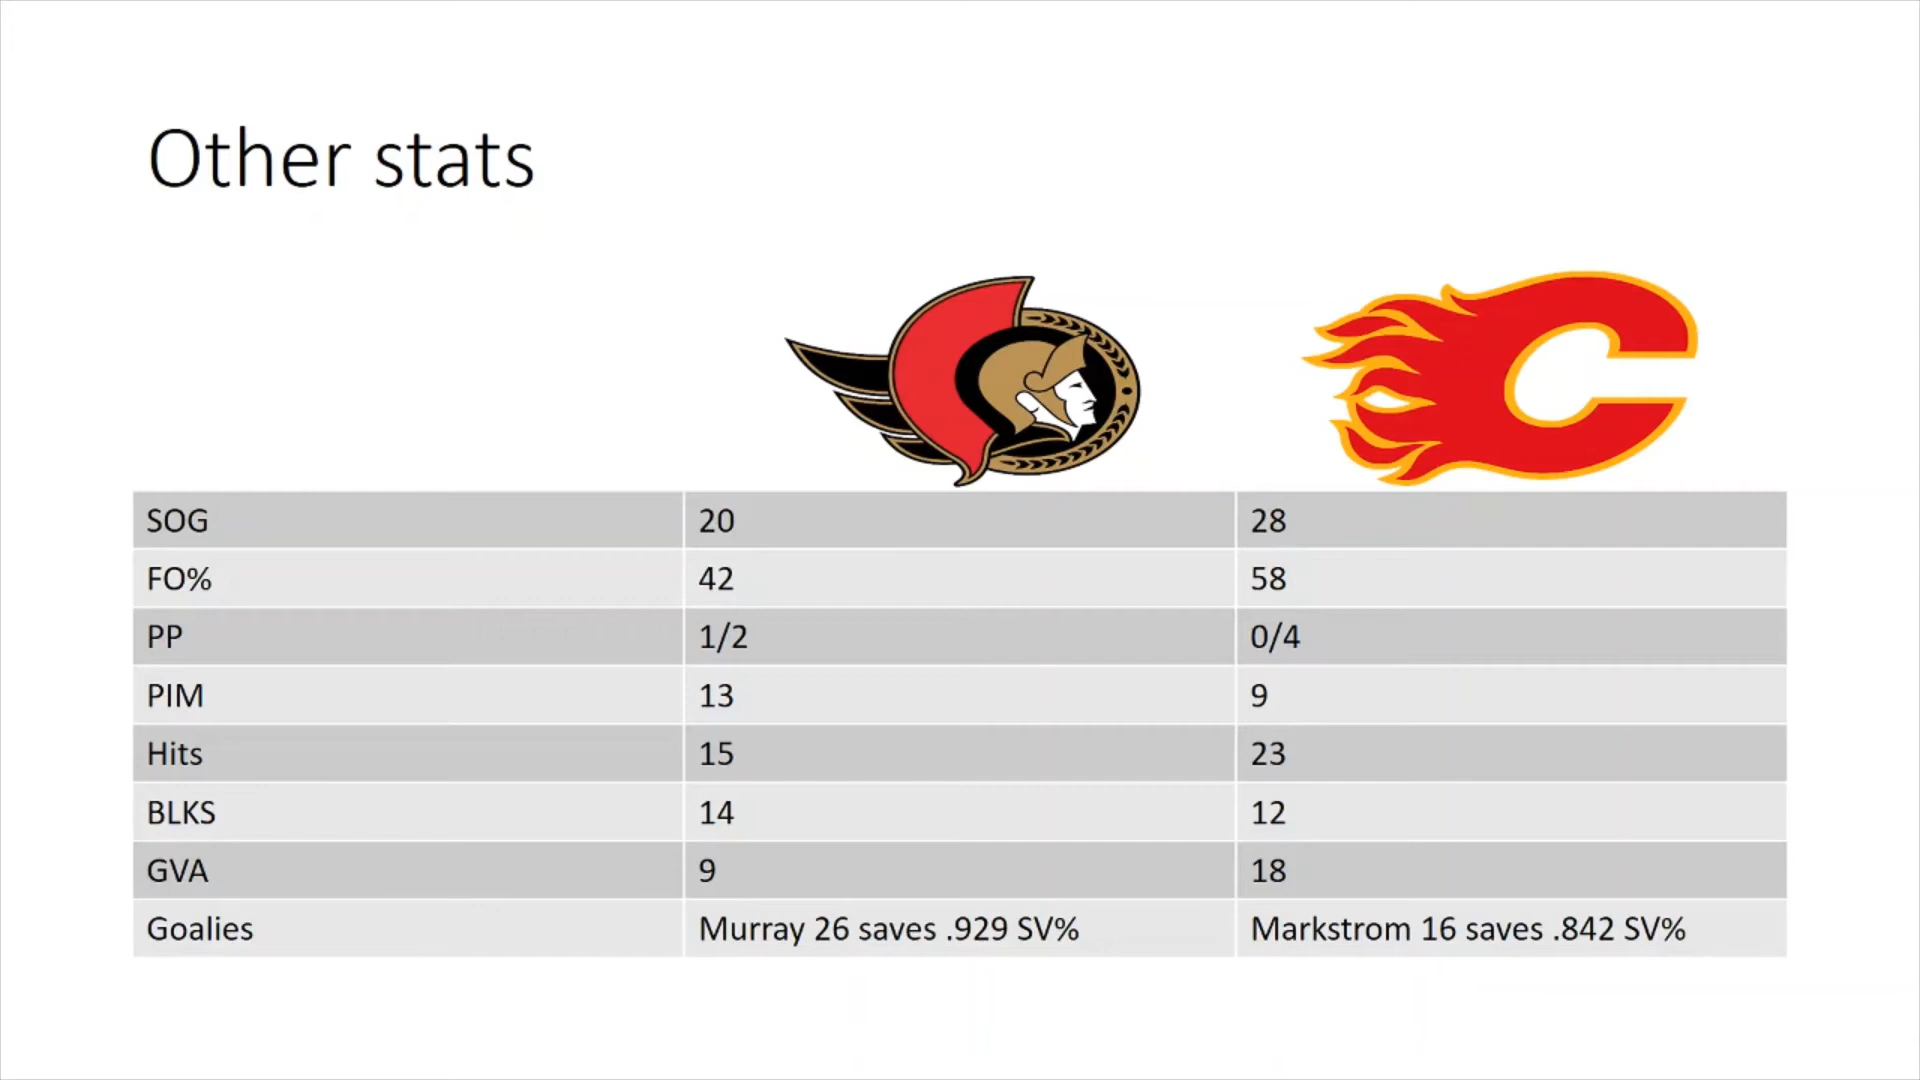 Other stats
SOG 20 28
FO% 42 58
PP 1/2 0/4
PIM 13 9
Hits 15 23
BLKS 14 12
GVA 9 18
Goalies Murray 26 saves .929 SV% Markstrom 16 saves .842 SV%